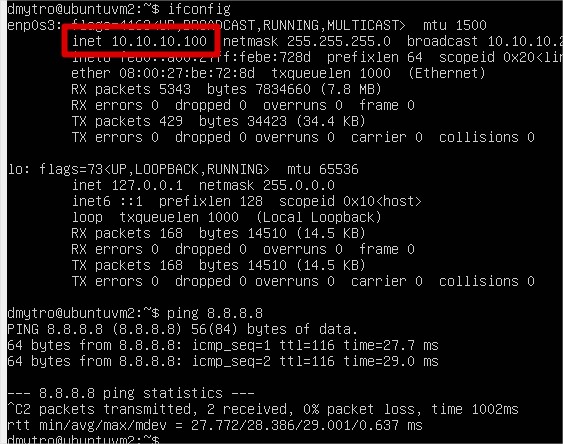 dmytro@ubuntuvm2:~$ ifconfig
enp0s3: flags=4163<UP,BROADCAST,RUNNING,MULTICAST>  mtu 1500
inet 10.10.10.100  netmask 255.255.255.0  broadcast 10.10.10.2
inet6 fe80::a00:27ff:febe:728d  prefixlen 64  scopeid 0x20<lin
ether 08:00:27:be:72:8d  txqueuelen 1000  (Ethernet)
RX packets 5343  bytes 7834660 (7.8 MB)
RX errors 0  dropped 0  overruns 0  frame 0
TX packets 429  bytes 34423 (34.4 KB)
TX errors 0  dropped 0 overruns 0  carrier 0  collisions 0
lo: flags=73<UP,LOOPBACK,RUNNING>  mtu 65536
inet 127.0.0.1  netmask 255.0.0.0
inet6 ::1  prefixlen 128  scopeid 0x10<host>
loop  txqueuelen 1000  (Local Loopback)
RX packets 168  bytes 14510 (14.5 KB)
RX errors 0  dropped 0  overruns 0  frame 0
TX packets 168  bytes 14510 (14.5 KB)
TX errors 0  dropped 0 overruns 0  carrier 0  collisions 0
dmytro@ubuntuvm2:~$ ping 8.8.8.8
PING 8.8.8.8 (8.8.8.8) 56(84) bytes of data.
64 bytes from 8.8.8.8: icmp_seq=1 ttl=116 time=27.7 ms
64 bytes from 8.8.8.8: icmp_seq=2 ttl=116 time=29.0 ms
--- 8.8.8.8 ping statistics ---
^C2 packets transmitted, 2 received, 0% packet loss, time 1002ms
rtt min/avg/max/mdev = 27.772/28.386/29.001/0.637 ms
dmytro@ubuntuvm2:~$